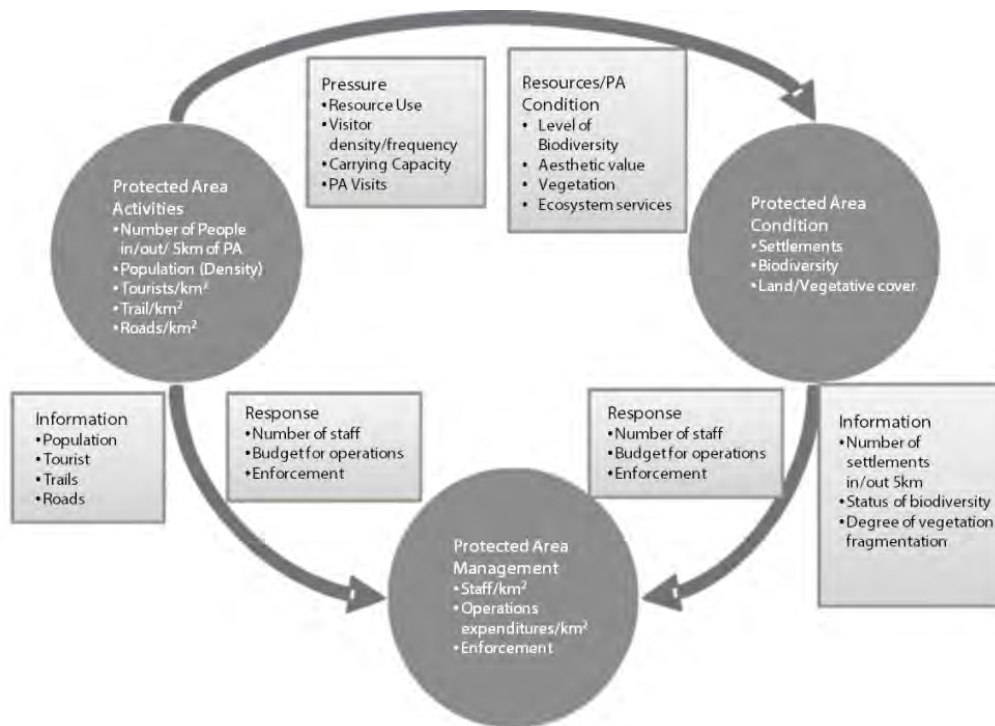 Pressure
•Resource Use
•Visitor
density/frequency
•Carrying Capacity
•PA Visits
Resources/PA
Condition
• Level of
Biodiversity
• Aesthetic value
• Vegetation
• Ecosystem services
Protected Area
Activities
•Number of People
in/out/ 5km of PA
•Population (Density)
•Tourists/km²
•Trail/km²
•Roads/km²
Protected Area
Condition
•Settlements
•Biodiversity
•Land/Vegetative cover
Information
•Population
•Tourist
•Trails
•Roads
Response
•Number of staff
•Budget for operations
•Enforcement
Response
•Number of staff
•Budget for operations
•Enforcement
Information
•Number of
settlements
in/out 5km
•Status of biodiversity
•Degree of vegetation
fragmentation
Protected Area
Management
•Staff/km²
•Operations
expenditures/km²
•Enforcement